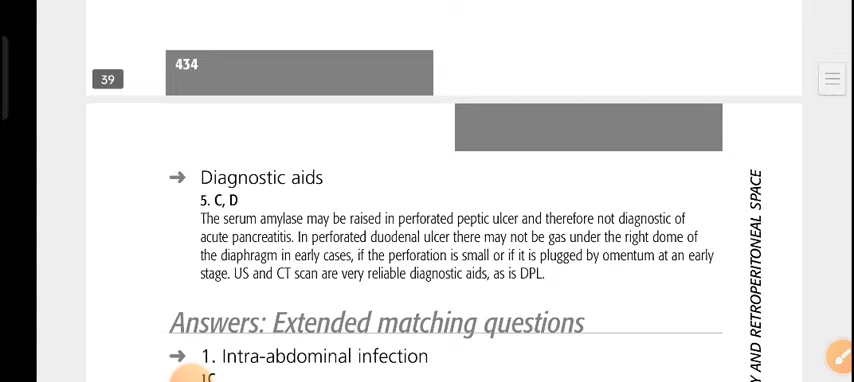 434
39
→ Diagnostic aids
5. C, D
The serum amylase may be raised in perforated peptic ulcer and therefore not diagnostic of
acute pancreatitis. In perforated duodenal ulcer there may not be gas under the right dome of
the diaphragm in early cases, if the perforation is small or if it is plugged by omentum at an early
stage. US and CT scan are very reliable diagnostic aids, as is DPL.
Answers: Extended matching questions
→ 1. Intra-abdominal infection
Y AND RETROPERITONEAL SPACE